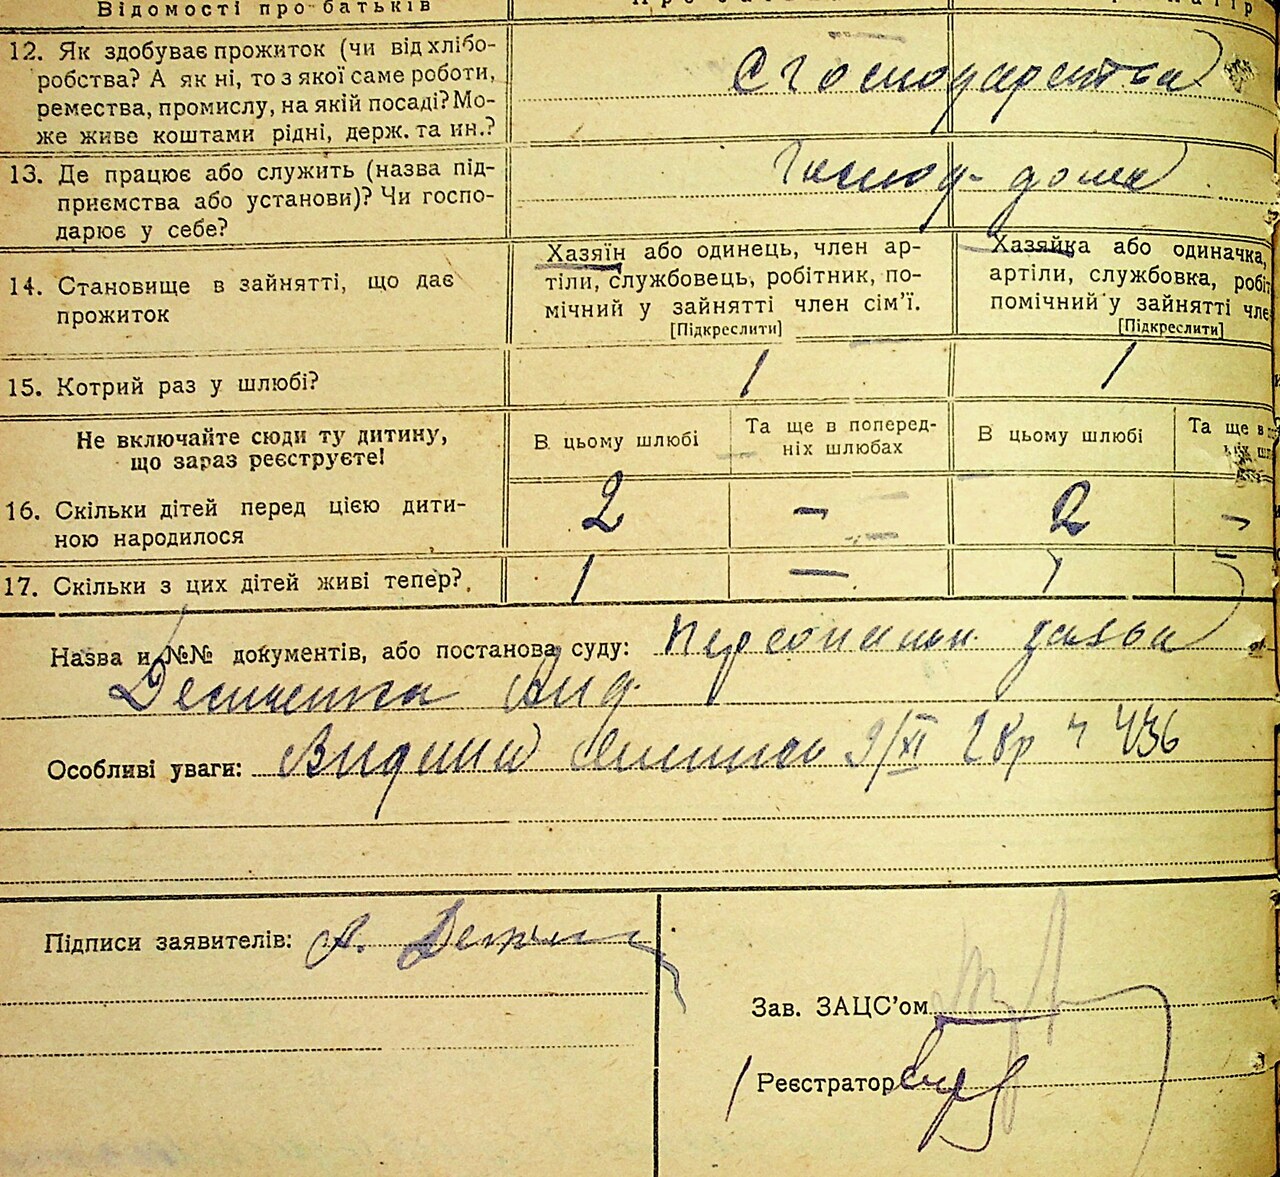 Відомості про батьків
12. Як здобуває прожиток (чи від хлібо-
робства? А як ні, то з якої саме роботи,
ремества, промислу, на якій посаді? Мо-
же живе коштами рідні, держ. та ин.?
З господарства
13. Де працює або служить (назва під-
приємства або установи)? Чи госпо-
дарює у себе?
Господ. дома
14. Становище в зайнятті, що дає
прожиток
Хазяїн або одинець, член ар-
тіли, службовець, робітник, по-
мічний у зайнятті член сім'ї.
[Підкреслити]
Хазяйка або одиначка,
артіли, службовка, робіт
помічний у зайнятті чле
[Підкреслити]
15. Котрий раз у шлюбі?
1
1
Не включайте сюди ту дитину,
що зараз реєструєте!
В цьому шлюбі
Та ще в поперед-
ніх шлюбах
В цьому шлюбі
Та ще в
16. Скільки дітей перед цією дити-
ною народилося
2 - 2 -
17. Скільки з цих дітей живі тепер?
1 - 1 -
Назва и №№ документів, або постанова суду:
Особливі уваги: 9/XI 28р ч 436
Підписи заявителів: А.
Зав. ЗАЦС'ом
Реєстратор